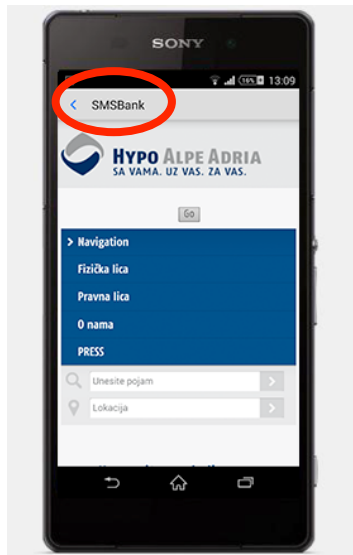 SONY
16% 13:09
SMSBank
HYPO ALPE ADRIA
SA VAMA. UZ VAS. ZA VAS.
Go
> Navigation
Fizička lica
Pravna lica
O nama
PRESS
Unesite pojam
Lokacija